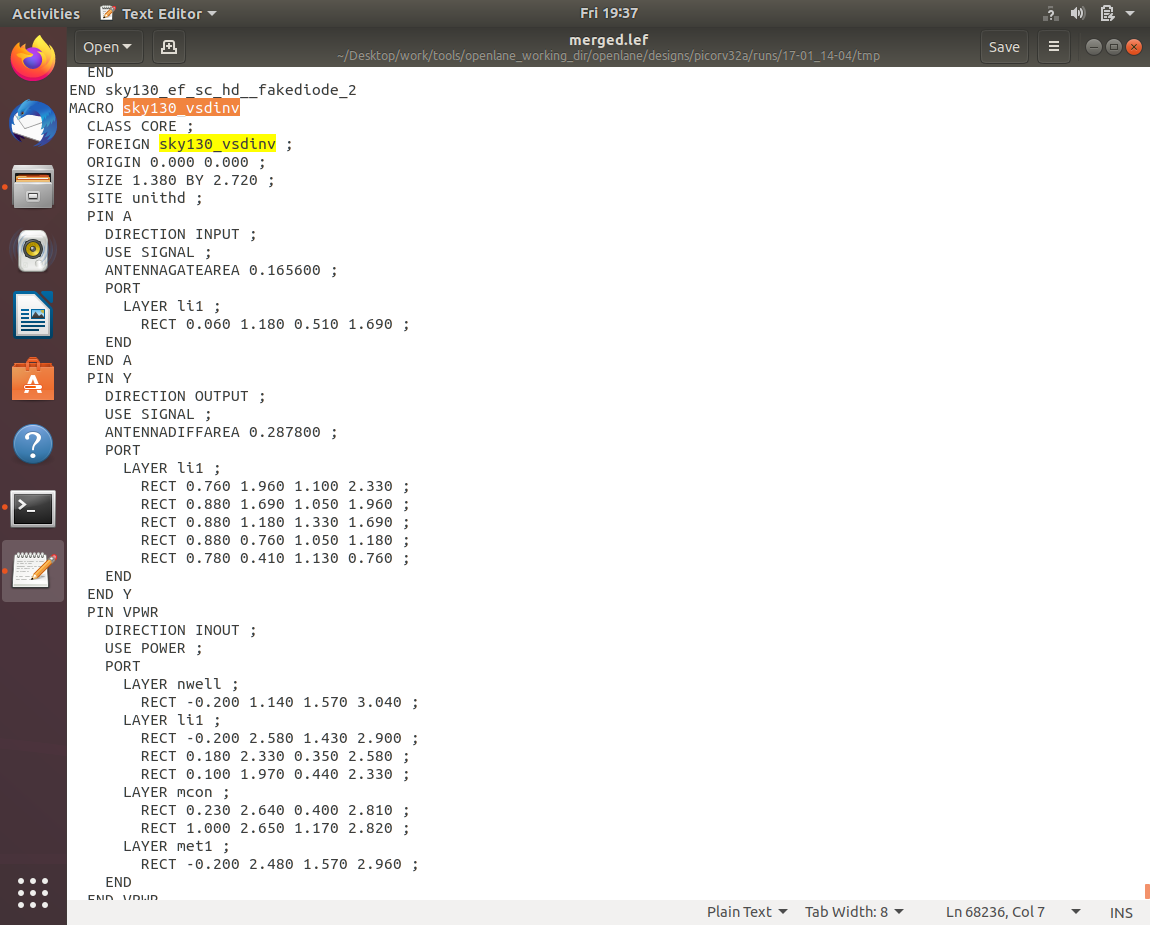 Activities Text Editor Fri 19:37
Open merged.lef Save
~/Desktop/work/tools/openlane_working_dir/openlane/designs/picorv32a/runs/17-01_14-04/tmp
END
END sky130_ef_sc_hd__fakediode_2
MACRO sky130_vsdinv
CLASS CORE ;
FOREIGN sky130_vsdinv ;
ORIGIN 0.000 0.000 ;
SIZE 1.380 BY 2.720 ;
SITE unithd ;
PIN A
DIRECTION INPUT ;
USE SIGNAL ;
ANTENNAGATEAREA 0.165600 ;
PORT
LAYER li1 ;
RECT 0.060 1.180 0.510 1.690 ;
END
END A
PIN Y
DIRECTION OUTPUT ;
USE SIGNAL ;
ANTENNADIFFAREA 0.287800 ;
PORT
LAYER li1 ;
RECT 0.760 1.960 1.100 2.330 ;
RECT 0.880 1.690 1.050 1.960 ;
RECT 0.880 1.180 1.330 1.690 ;
RECT 0.880 0.760 1.050 1.180 ;
RECT 0.780 0.410 1.130 0.760 ;
END
END Y
PIN VPWR
DIRECTION INOUT ;
USE POWER ;
PORT
LAYER nwell ;
RECT -0.200 1.140 1.570 3.040 ;
LAYER li1 ;
RECT -0.200 2.580 1.430 2.900 ;
RECT 0.180 2.330 0.350 2.580 ;
RECT 0.100 1.970 0.440 2.330 ;
LAYER mcon ;
RECT 0.230 2.640 0.400 2.810 ;
RECT 1.000 2.650 1.170 2.820 ;
LAYER met1 ;
RECT -0.200 2.480 1.570 2.960 ;
END
END VPWR
Plain Text Tab Width: 8 Ln 68236, Col 7 INS